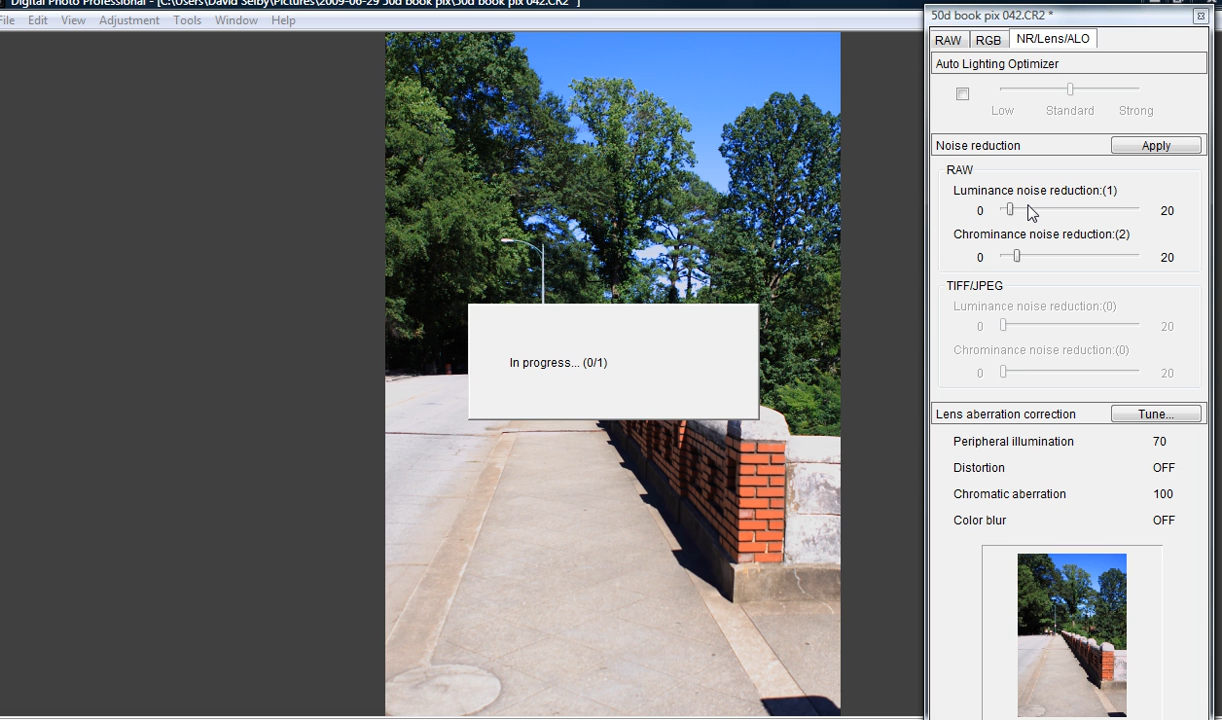 Digital Photo Professional - [C:\Users\David Selby\Pictures\2009-06-29 50d book pix\50d book pix 042.CR2 * ]
File Edit View Adjustment Tools Window Help
50d book pix 042.CR2 *
RAW RGB NR/Lens/ALO
Auto Lighting Optimizer
Low Standard Strong
Noise reduction Apply
RAW
Luminance noise reduction:(1)
0 20
Chrominance noise reduction:(2)
0 20
TIFF/JPEG
Luminance noise reduction:(0)
0 20
Chrominance noise reduction:(0)
0 20
Lens aberration correction Tune...
Peripheral illumination 70
Distortion OFF
Chromatic aberration 100
Color blur OFF
In progress... (0/1)